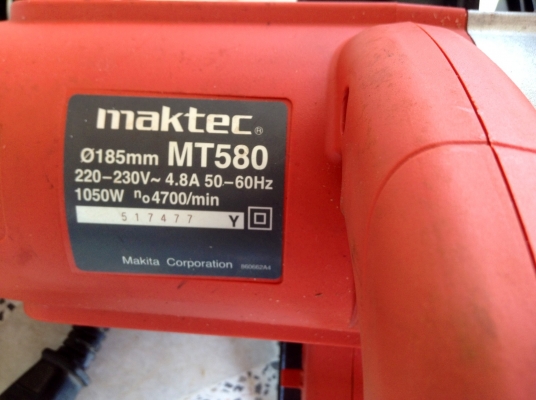 maktec®
Ø185mm MT580
220–230V~ 4.8A 50–60Hz
1050W n₀4700/min
517477 Y
Makita Corporation